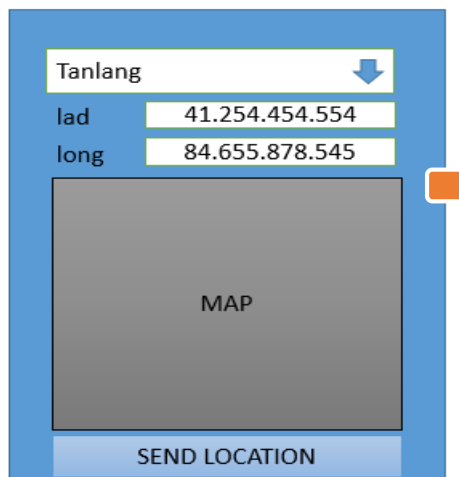 Tanlang
lad 41.254.454.554
long 84.655.878.545
MAP
SEND LOCATION